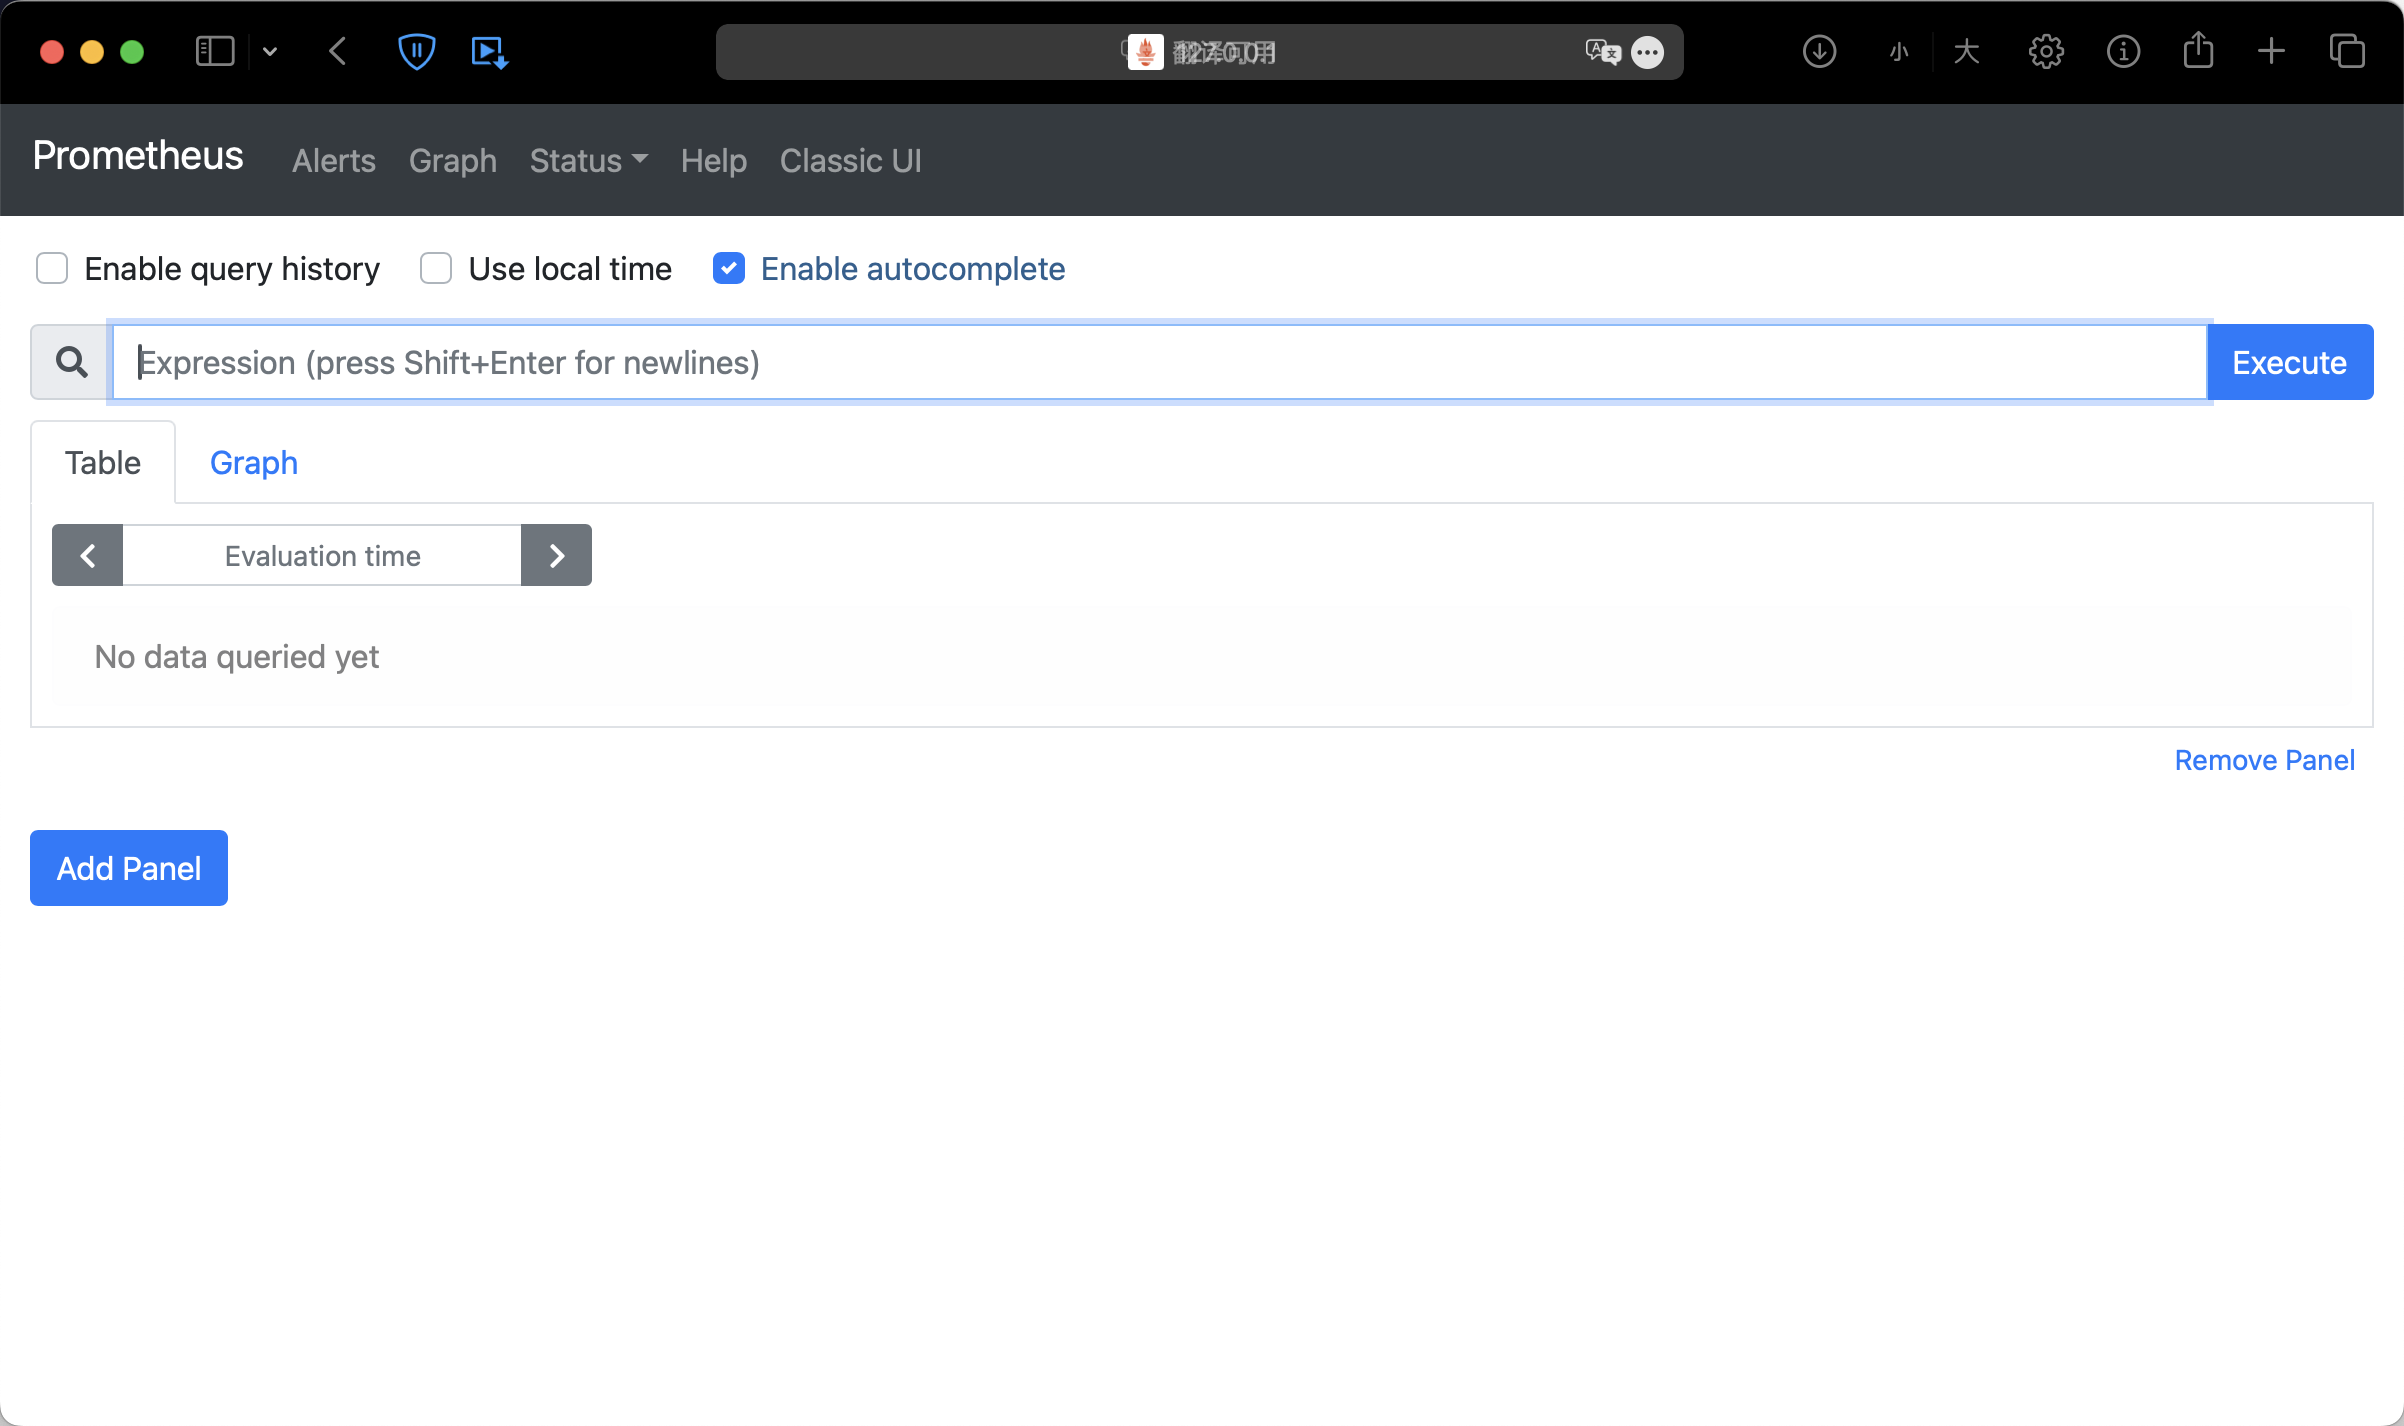 小 大
Prometheus Alerts Graph Status Help Classic UI
Enable query history Use local time Enable autocomplete
Expression (press Shift+Enter for newlines) Execute
Table Graph
Evaluation time
No data queried yet
Remove Panel
Add Panel